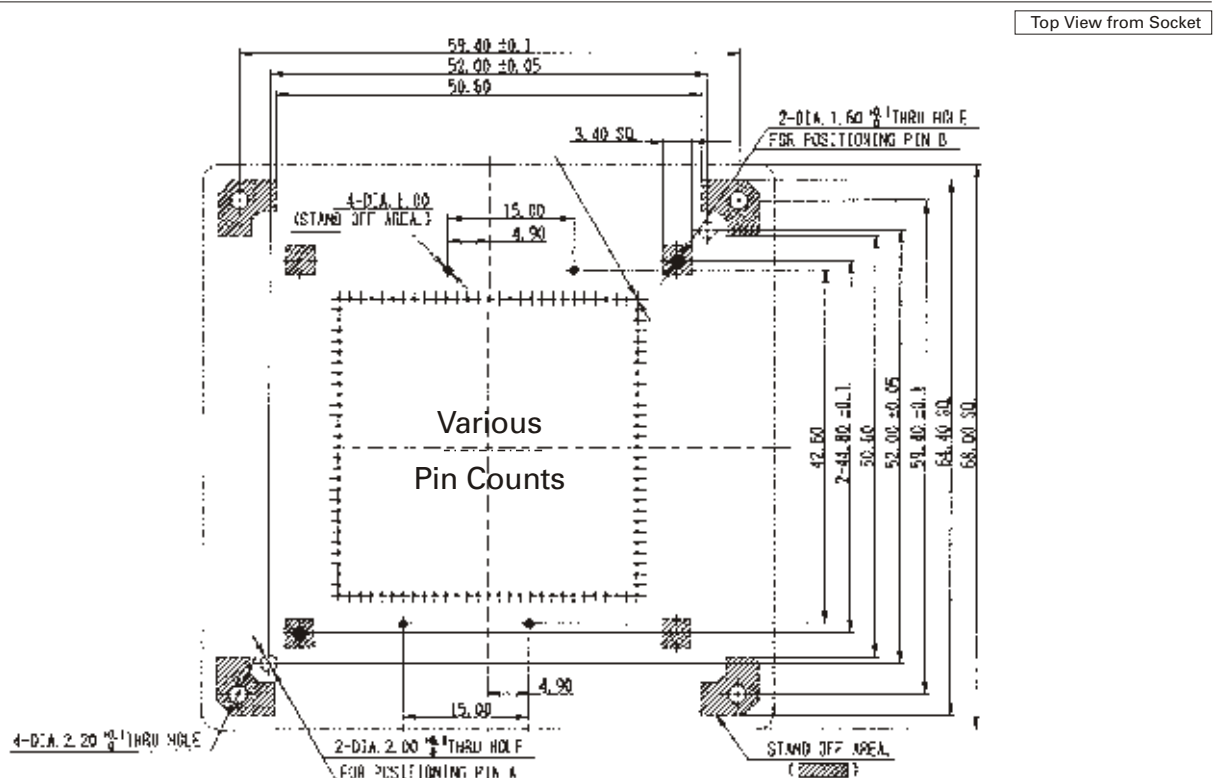 Top View from Socket
59.40 ±0.1
52.00 ±0.05
50.60
3.40 SQ.
2-DIA.1.60 THRU HOLE
FOR POSITIONING PIN B
4-DIA.1.00
(STAND OFF AREA.)
15.00
4.90
Various
Pin Counts
42.60
2-44.80 ±0.1
52.00 ±0.05
59.40 ±0.1
64.40 SQ.
68.00 SQ.
4.90
15.00
4-DIA.2.20 THRU HOLE
2-DIA.2.00 THRU HOLE
FOR POSITIONING PIN A
STAND OFF AREA.